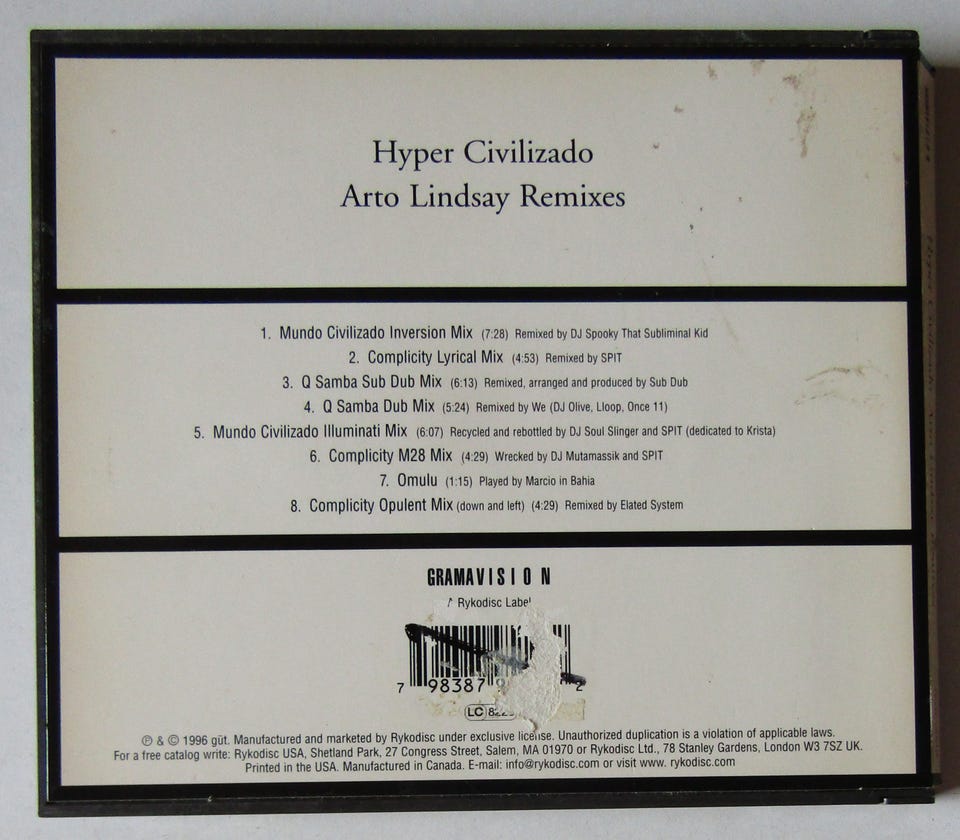 Hyper Civilizado
Arto Lindsay Remixes
1. Mundo Civilizado Inversion Mix (7:28) Remixed by DJ Spooky That Subliminal Kid
2. Complicity Lyrical Mix (4:53) Remixed by SPIT
3. Q Samba Sub Dub Mix (6:13) Remixed, arranged and produced by Sub Dub
4. Q Samba Dub Mix (5:24) Remixed by We (DJ Olive, Lloop, Once 11)
5. Mundo Civilizado Illuminati Mix (6:07) Recycled and rebottled by DJ Soul Slinger and SPIT (dedicated to Krista)
6. Complicity M28 Mix (4:29) Wrecked by DJ Mutamassik and SPIT
7. Omulu (1:15) Played by Marcio in Bahia
8. Complicity Opulent Mix (down and left) (4:29) Remixed by Elated System
GRAMAVISION
Rykodisc Label
7 98387 2
LC
℗ & © 1996 güt. Manufactured and marketed by Rykodisc under exclusive license. Unauthorized duplication is a violation of applicable laws.
For a free catalog write: Rykodisc USA, Shetland Park, 27 Congress Street, Salem, MA 01970 or Rykodisc Ltd., 78 Stanley Gardens, London W3 7SZ UK.
Printed in the USA. Manufactured in Canada. E-mail: info@rykodisc.com or visit www. rykodisc.com